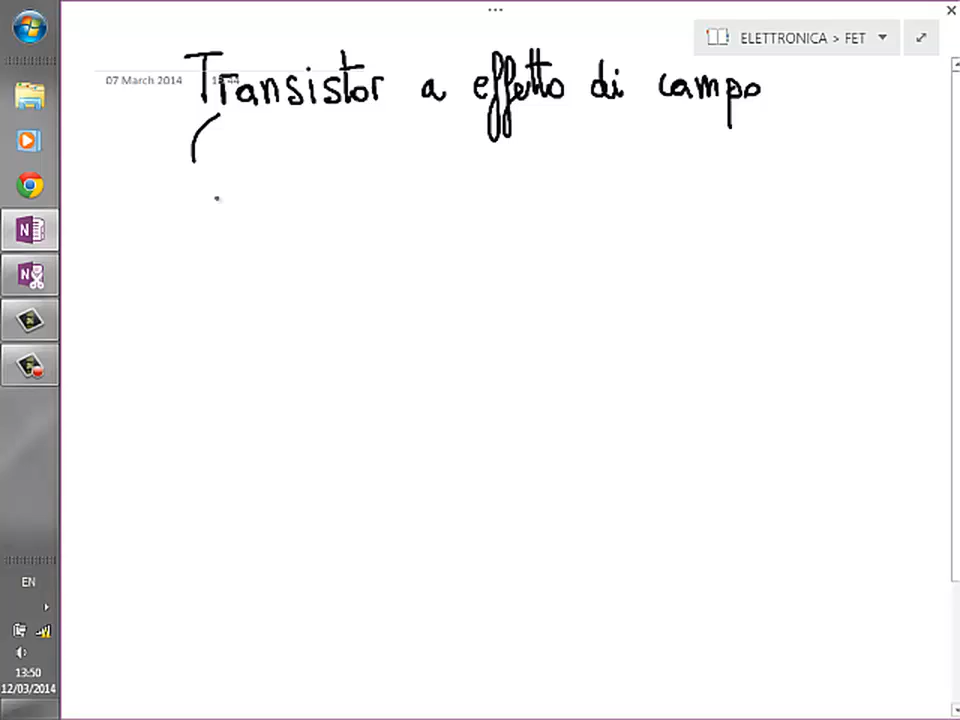 ELETTRONICA > FET
07 March 2014
Transistor a effetto di campo
EN
13:50
12/03/2014